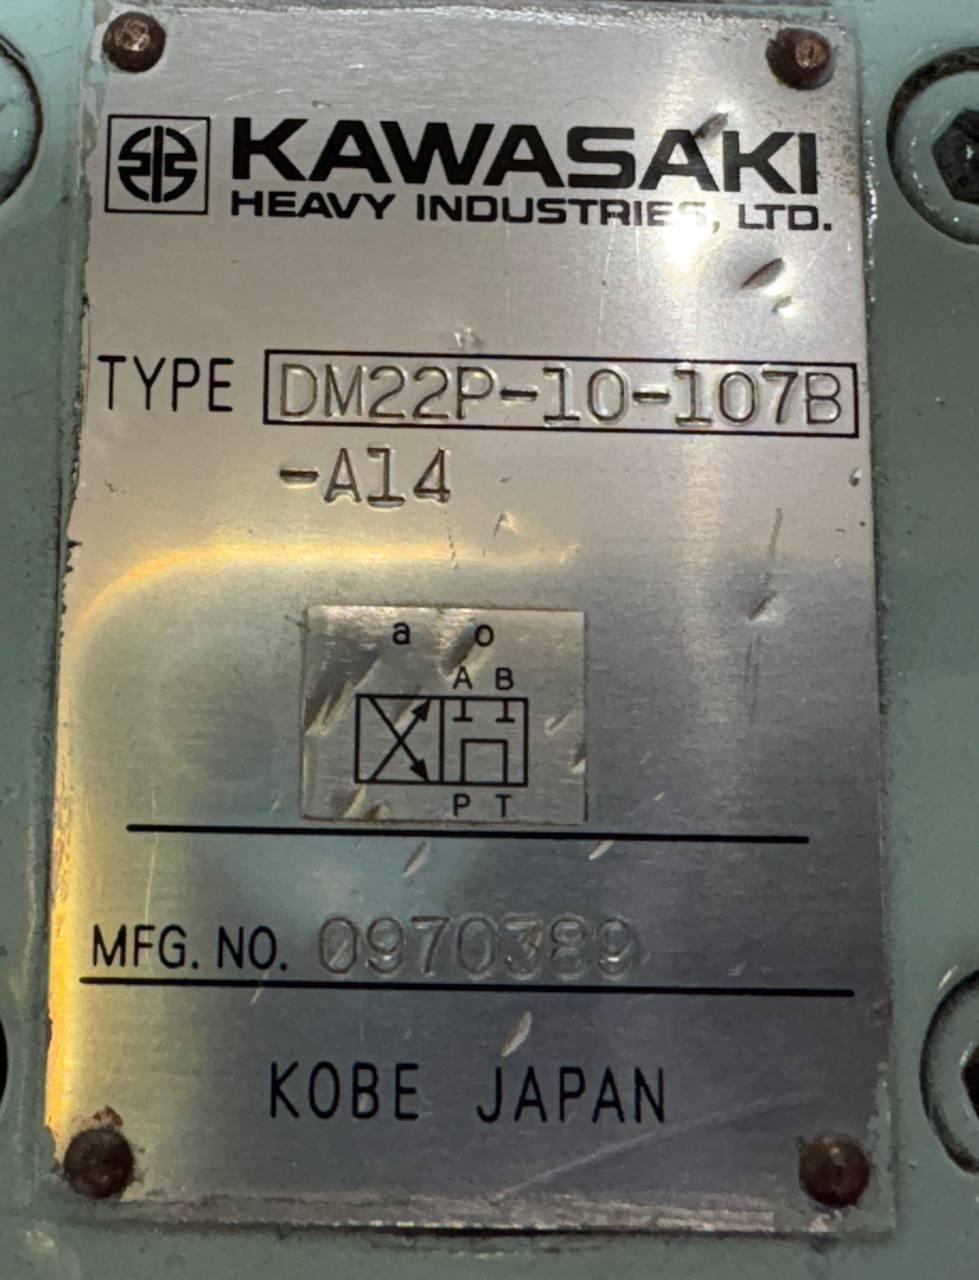 KAWASAKI
HEAVY INDUSTRIES, LTD.
TYPE DM22P-10-107B
-A14
a o
A B
P T
MFG. NO. 0970389
KOBE JAPAN